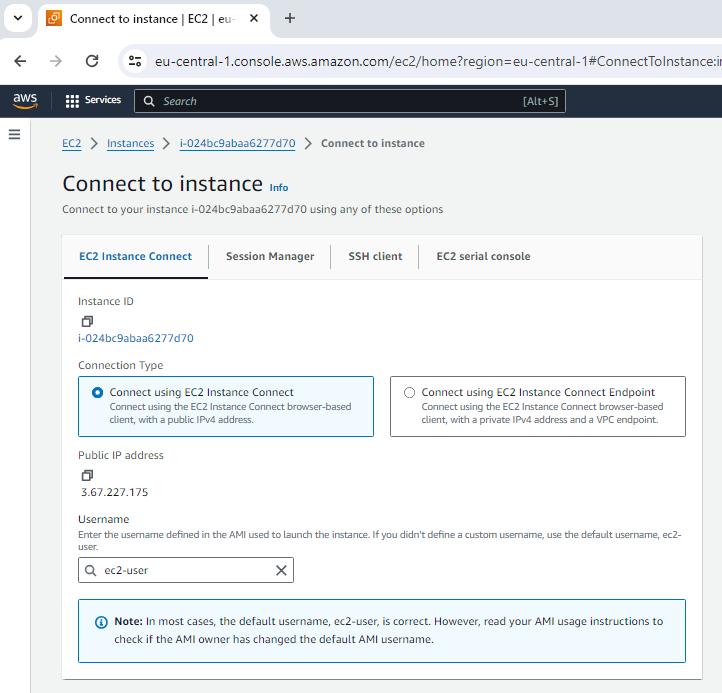 Connect to instance | EC2 | eu-
eu-central-1.console.aws.amazon.com/ec2/home?region=eu-central-1#ConnectToInstance:in
aws
Services
Search
[Alt+S]
EC2 > Instances > i-024bc9abaa6277d70 > Connect to instance
Connect to instance Info
Connect to your instance i-024bc9abaa6277d70 using any of these options
EC2 Instance Connect
Session Manager
SSH client
EC2 serial console
Instance ID
i-024bc9abaa6277d70
Connection Type
Connect using EC2 Instance Connect
Connect using the EC2 Instance Connect browser-based
client, with a public IPv4 address.
Connect using EC2 Instance Connect Endpoint
Connect using the EC2 Instance Connect browser-based
client, with a private IPv4 address and a VPC endpoint.
Public IP address
3.67.227.175
Username
Enter the username defined in the AMI used to launch the instance. If you didn't define a custom username, use the default username, ec2-
user.
ec2-user
Note: In most cases, the default username, ec2-user, is correct. However, read your AMI usage instructions to
check if the AMI owner has changed the default AMI username.